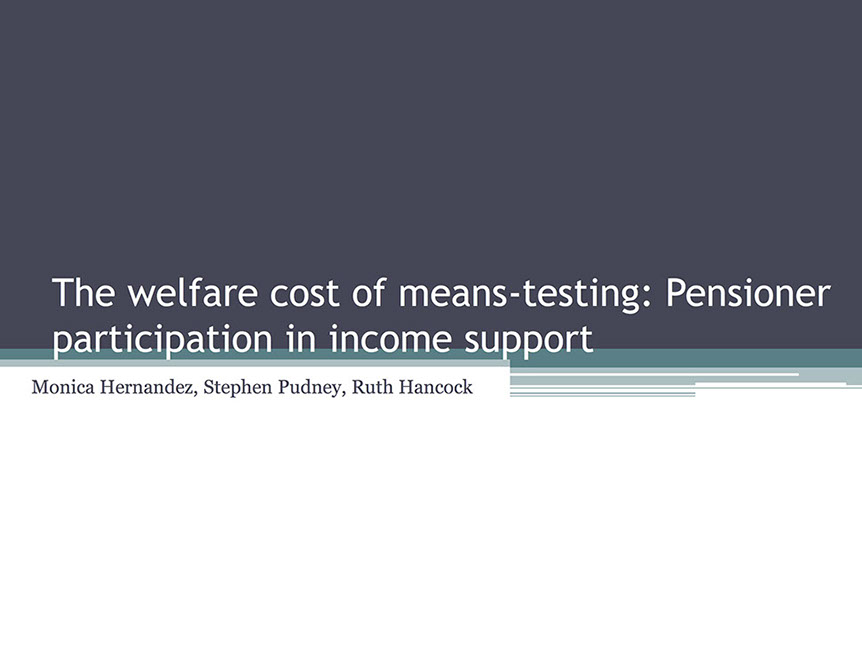 The welfare cost of means-testing: Pensioner
participation in income support
Monica Hernandez, Stephen Pudney, Ruth Hancock